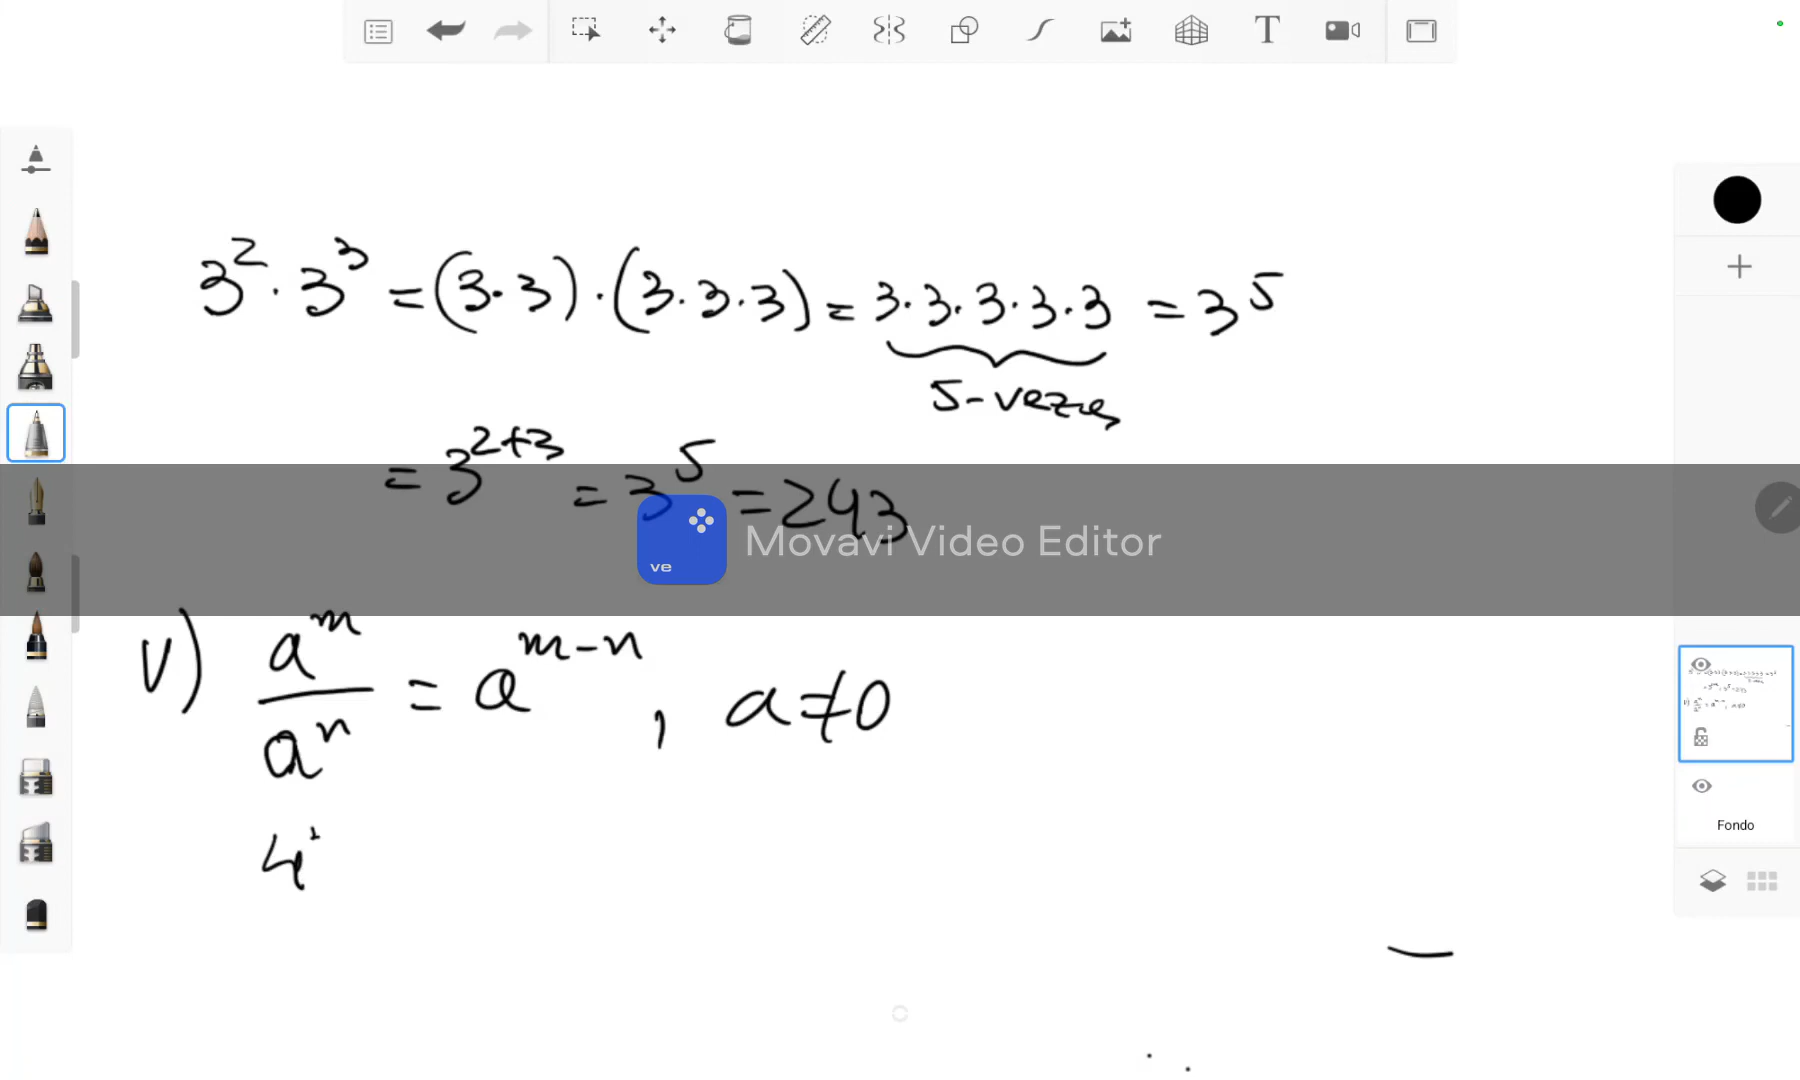 3² · 3³ = (3·3)·(3·3·3) = 3·3·3·3·3 = 3⁵
5-vezes
= 3²⁺³ = 3⁵ = 243
ve Movavi Video Editor
V) aᵐ/aⁿ = aᵐ⁻ⁿ, a≠0
4
T
Fondo